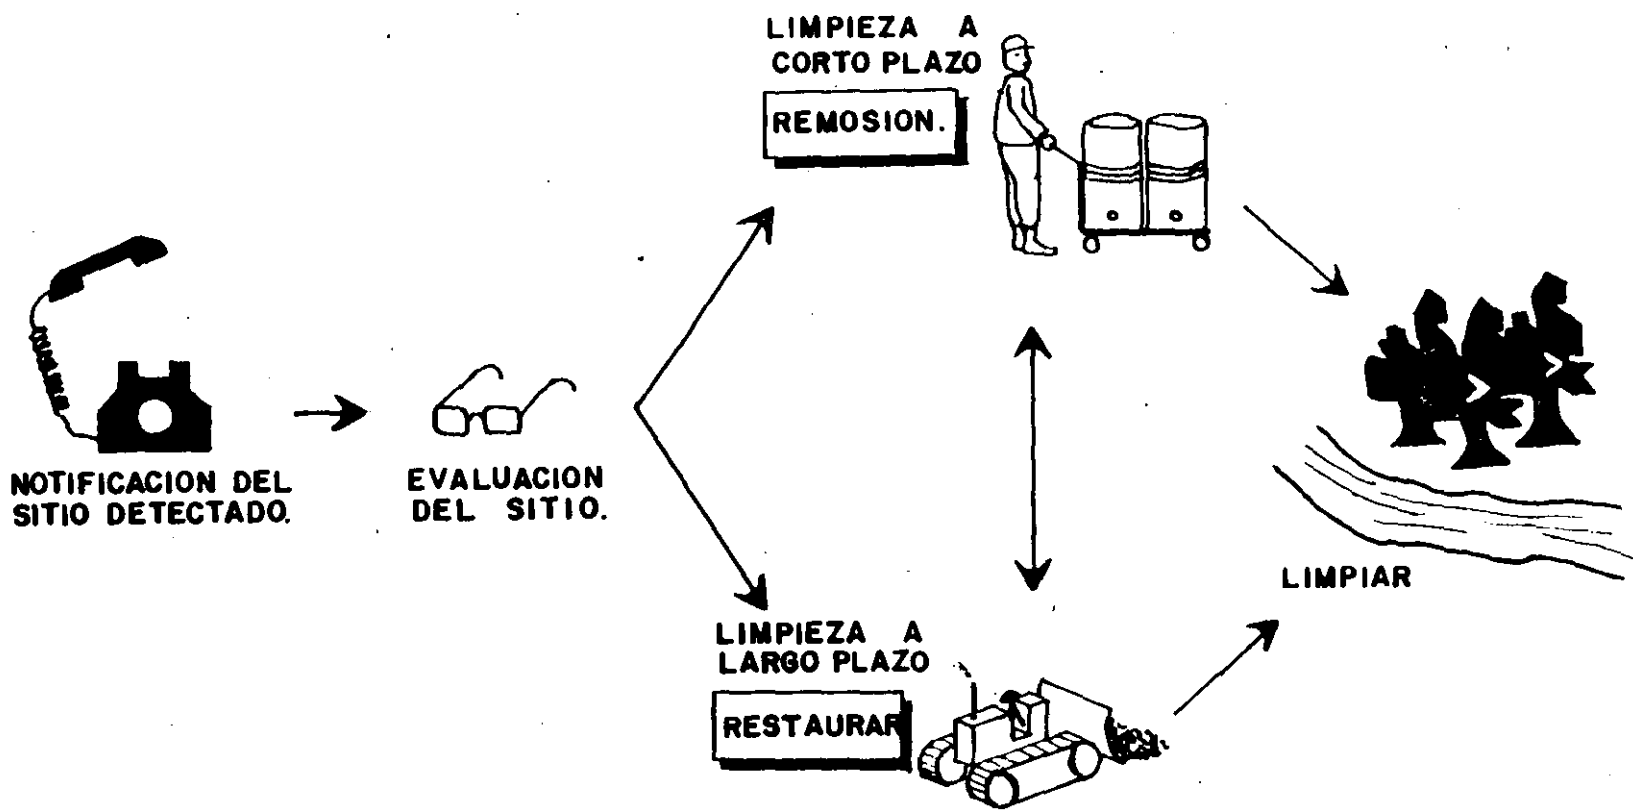 LIMPIEZA A
CORTO PLAZO
REMOSION.
NOTIFICACION DEL
SITIO DETECTADO.
EVALUACION
DEL SITIO.
LIMPIAR
LIMPIEZA A
LARGO PLAZO
RESTAURAR